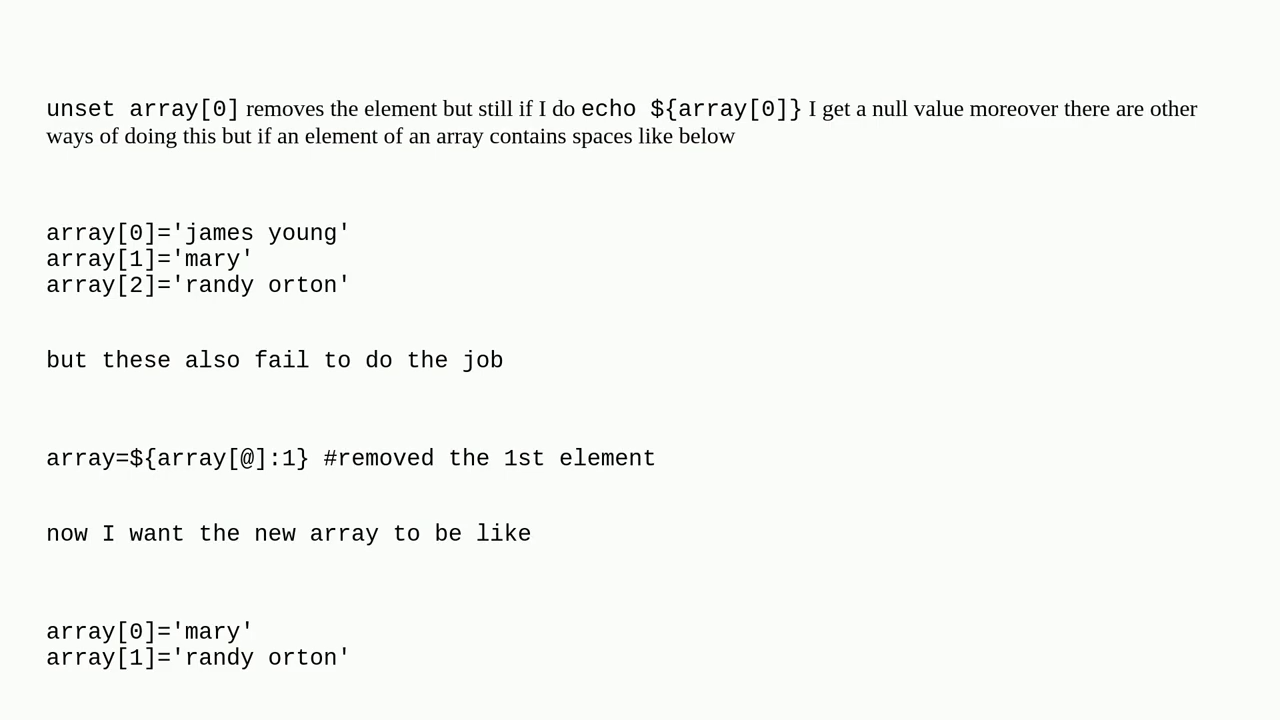 unset array[0] removes the element but still if I do echo ${array[0]} I get a null value moreover there are other
ways of doing this but if an element of an array contains spaces like below
array[0]='james young'
array[1]='mary'
array[2]='randy orton'
but these also fail to do the job
array=${array[@]:1} #removed the 1st element
now I want the new array to be like
array[0]='mary'
array[1]='randy orton'